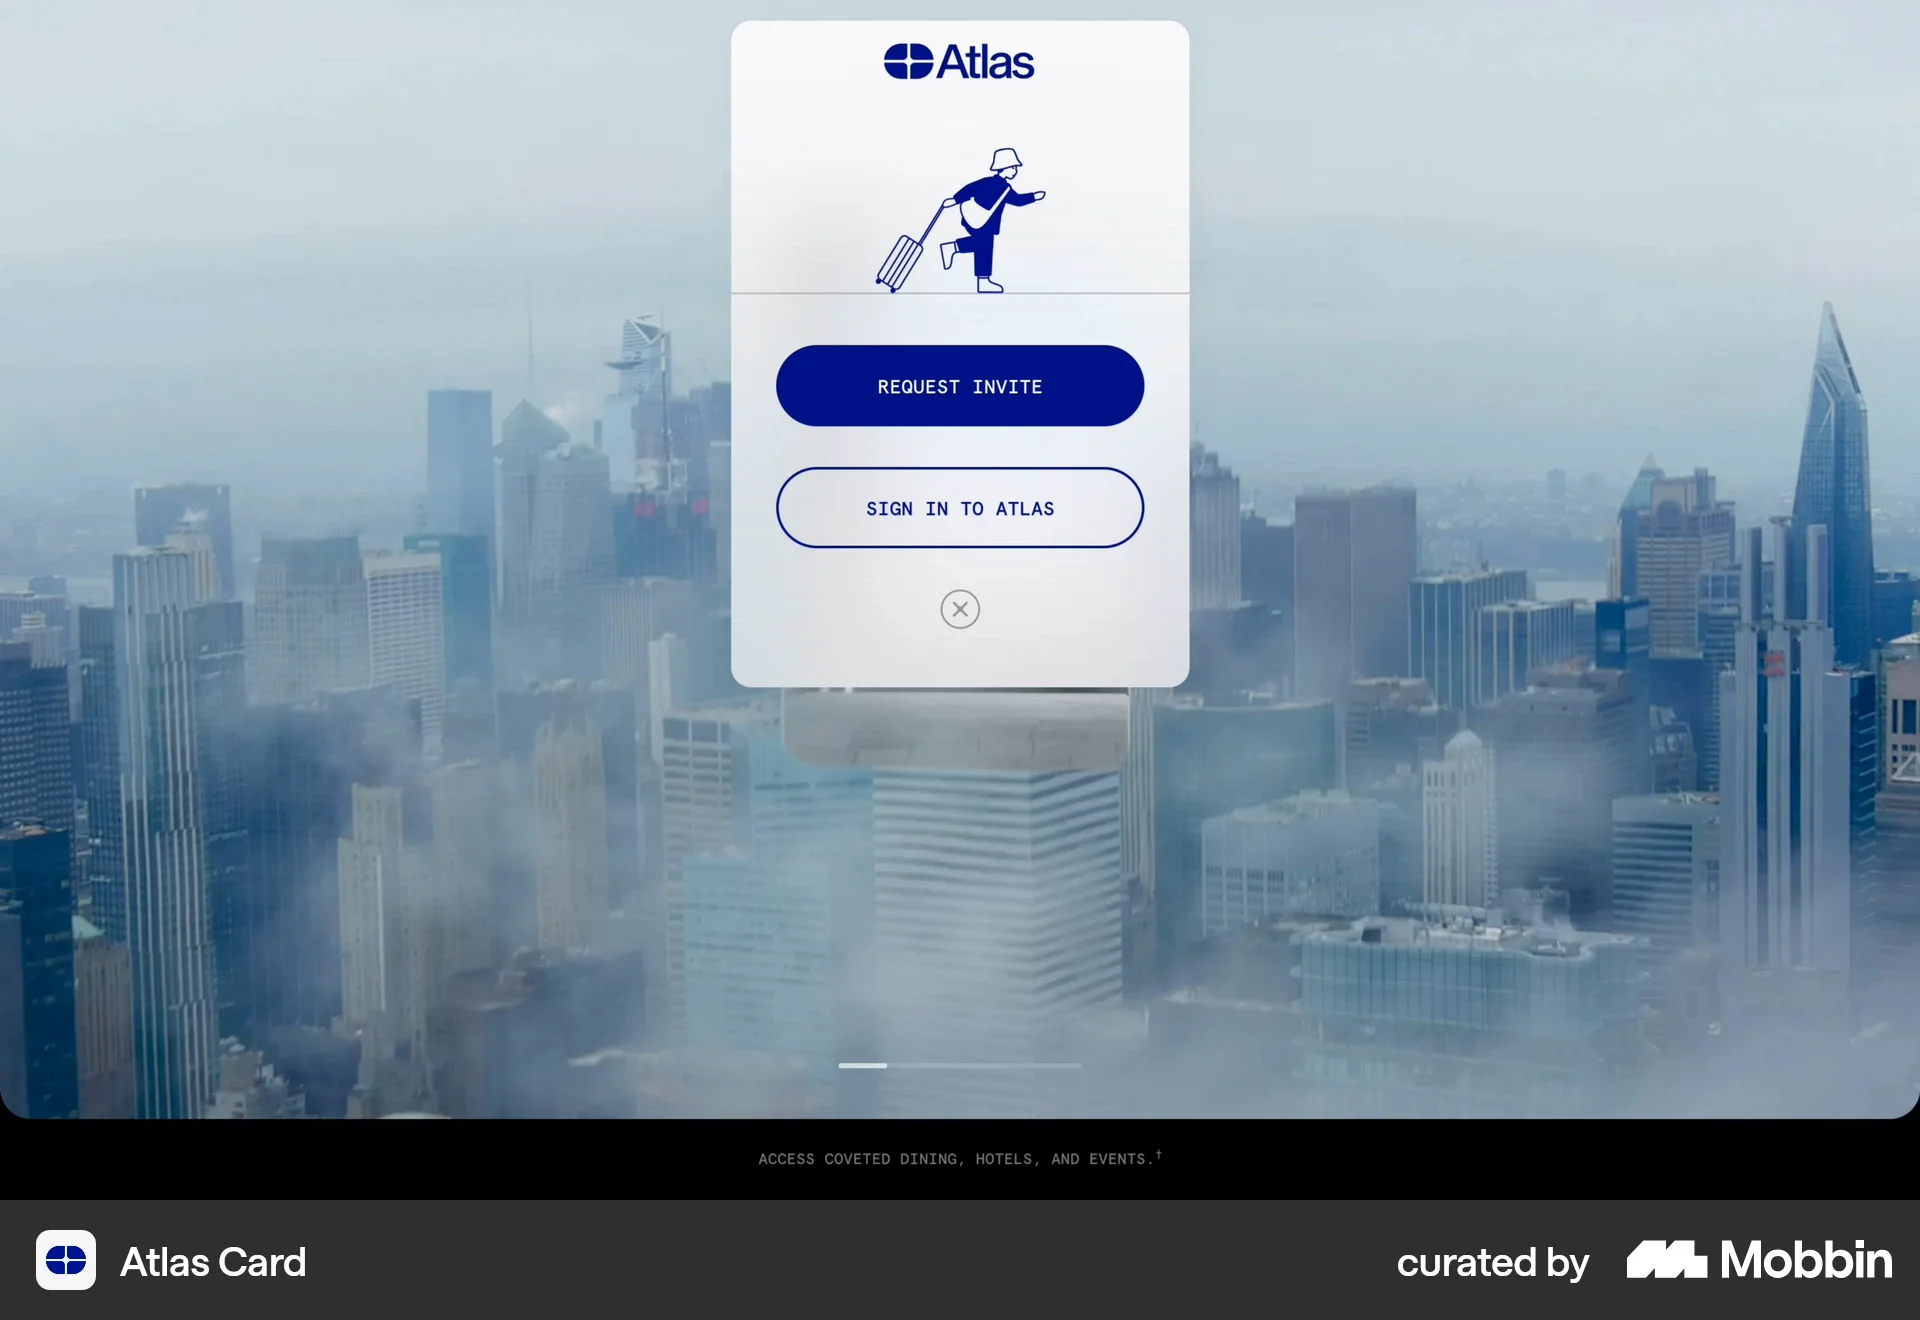 Atlas
REQUEST INVITE
SIGN IN TO ATLAS
ACCESS COVETED DINING, HOTELS, AND EVENTS.†
Atlas Card
curated by Mobbin